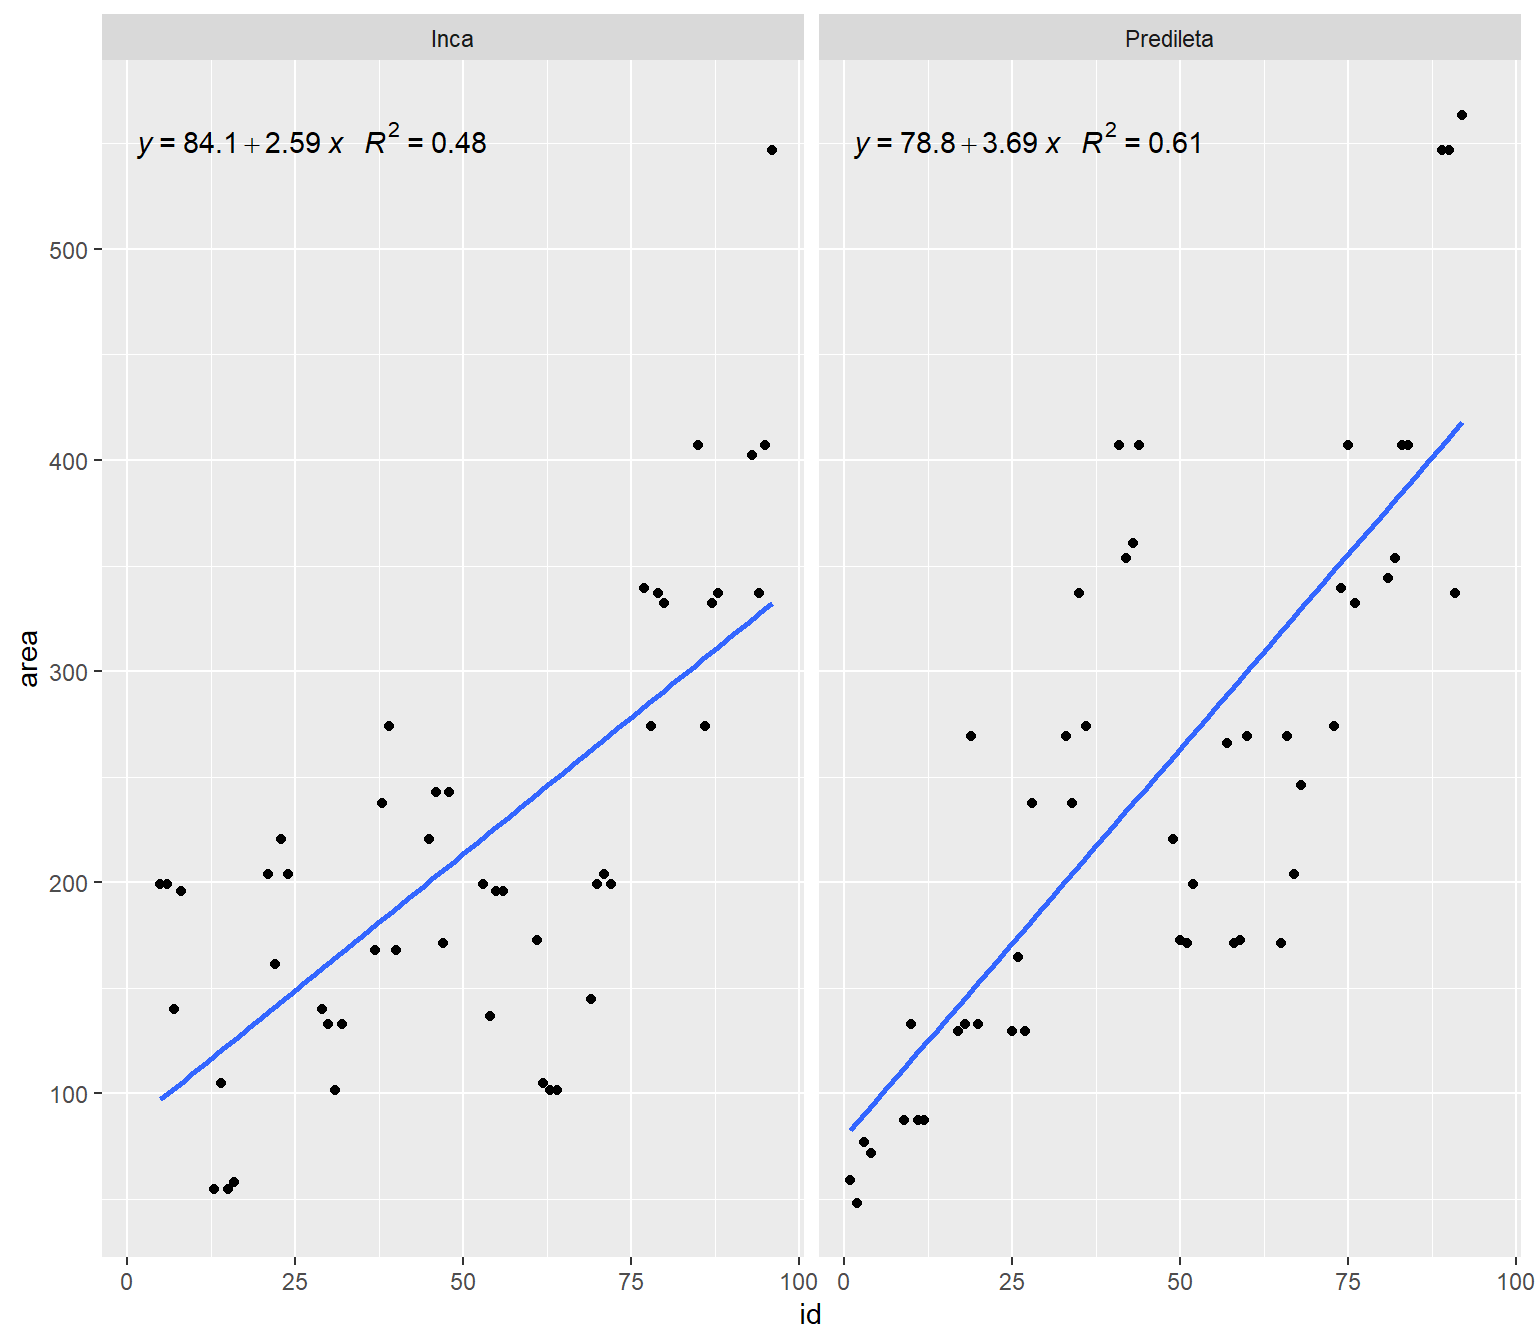 Inca Predileta
y = 84.1+2.59 x R² = 0.48 y = 78.8+3.69 x R² = 0.61
500
400
300
200
100
area
0 25 50 75 100 0 25 50 75 100
id